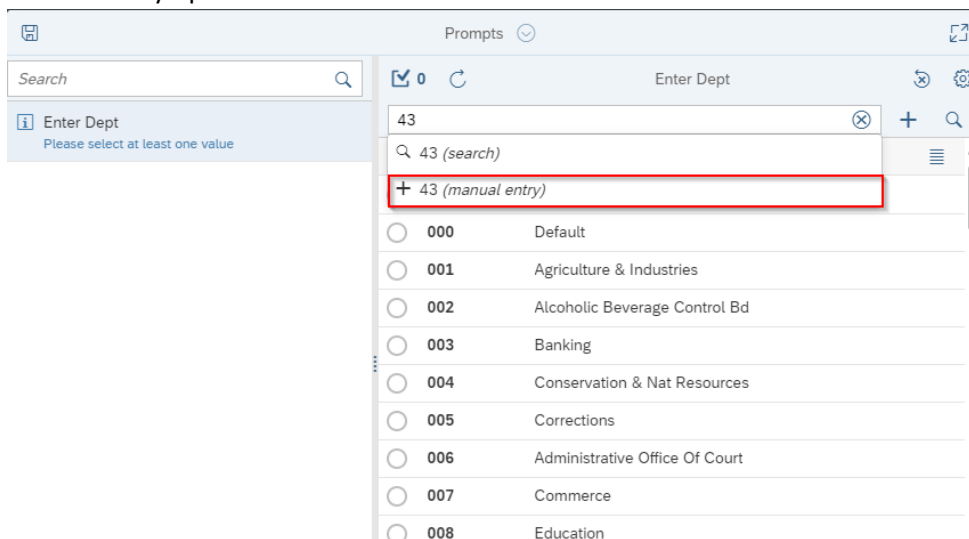 Prompts
Search
0
Enter Dept
Enter Dept
Please select at least one value
43
43 (search)
43 (manual entry)
000 Default
001 Agriculture & Industries
002 Alcoholic Beverage Control Bd
003 Banking
004 Conservation & Nat Resources
005 Corrections
006 Administrative Office Of Court
007 Commerce
008 Education